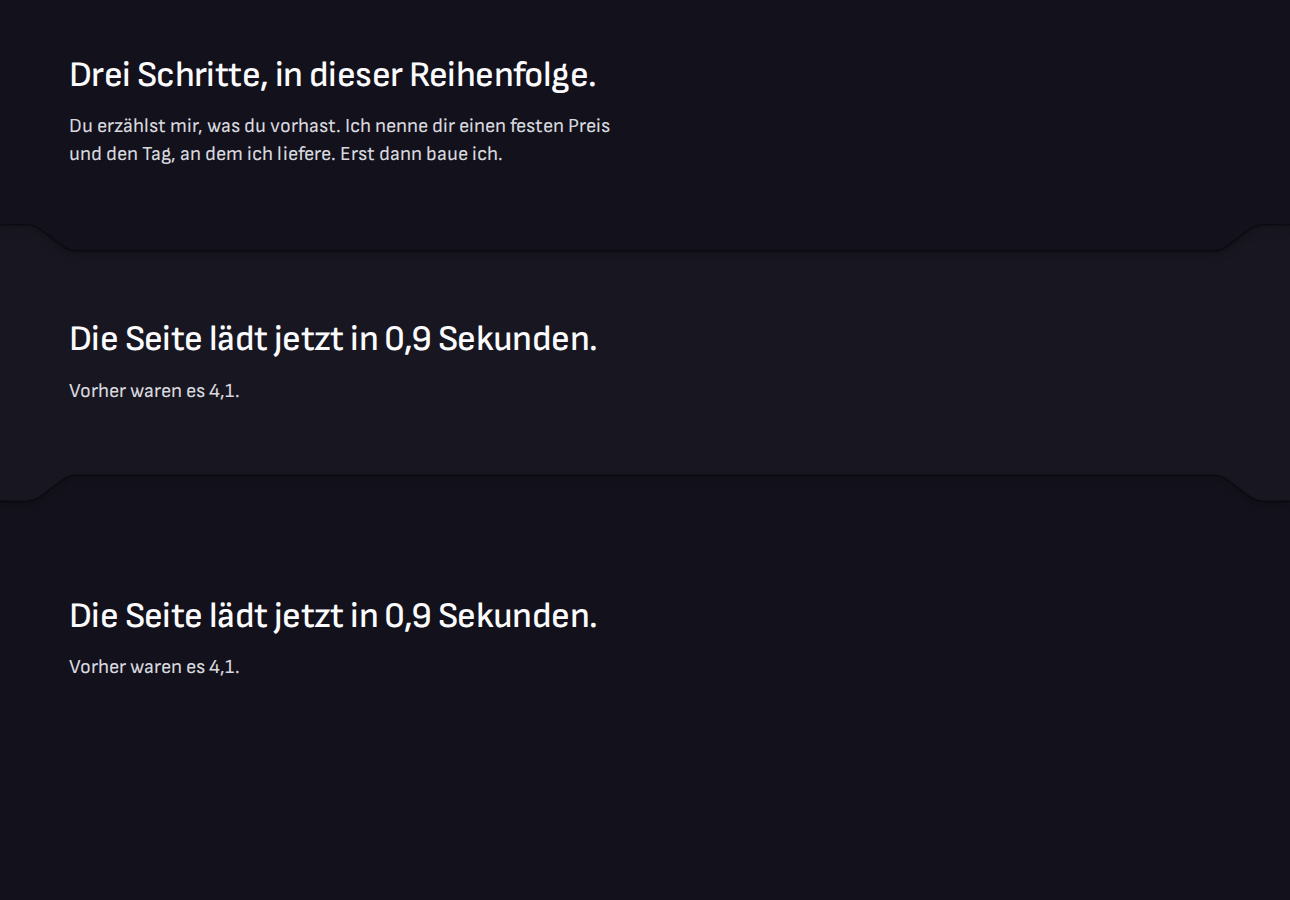 Drei Schritte, in dieser Reihenfolge.
Du erzählst mir, was du vorhast. Ich nenne dir einen festen Preis
und den Tag, an dem ich liefere. Erst dann baue ich.
Die Seite lädt jetzt in 0,9 Sekunden.
Vorher waren es 4,1.
Die Seite lädt jetzt in 0,9 Sekunden.
Vorher waren es 4,1.